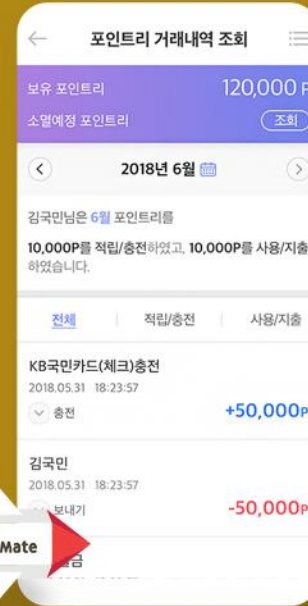 포인트리 거래내역 조회
보유 포인트리 120,000 P
소멸예정 포인트리 조회
2018년 6월
김국민님은 6월 포인트리를
10,000P를 적립/충전하였고, 10,000P를 사용/지출
하였습니다.
전체 적립/충전 사용/지출
KB국민카드(체크)충전
2018.05.31 18:23:57
충전 +50,000P
김국민
2018.05.31 18:23:57
보내기 -50,000P
Mate
금